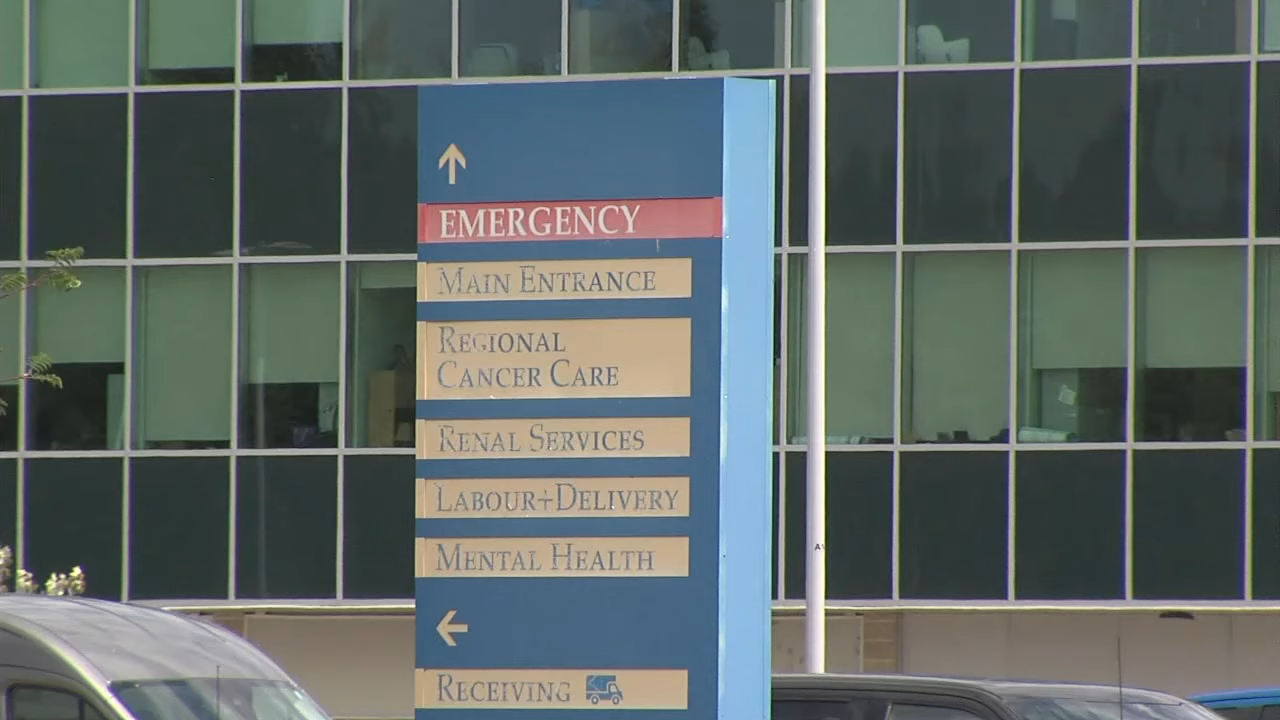 EMERGENCY
MAIN ENTRANCE
REGIONAL
CANCER CARE
RENAL SERVICES
LABOUR+DELIVERY
MENTAL HEALTH
RECEIVING